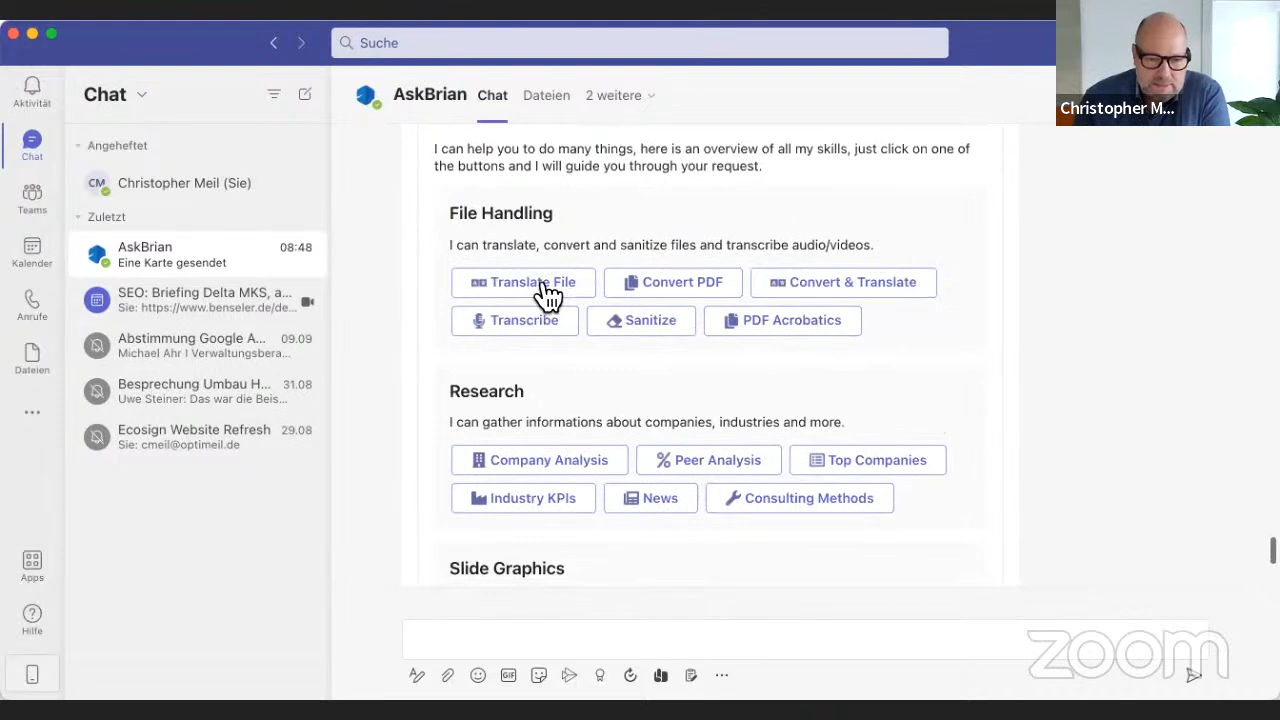 Suche
Christopher M...
Aktivität
Chat
Teams
Kalender
Anrufe
Dateien
Apps
Hilfe
Chat
Angeheftet
CM Christopher Meil (Sie)
Zuletzt
AskBrian 08:48
Eine Karte gesendet
SEO: Briefing Delta MKS, a...
Sie: https://www.benseler.de/de...
Abstimmung Google A... 09.09
Michael Ahr I Verwaltungsbera...
Besprechung Umbau H... 31.08
Uwe Steiner: Das war die Beis...
Ecosign Website Refresh 29.08
Sie: cmeil@optimeil.de
AskBrian Chat Dateien 2 weitere
I can help you to do many things, here is an overview of all my skills, just click on one of
the buttons and I will guide you through your request.
File Handling
I can translate, convert and sanitize files and transcribe audio/videos.
Translate File Convert PDF Convert & Translate
Transcribe Sanitize PDF Acrobatics
Research
I can gather informations about companies, industries and more.
Company Analysis Peer Analysis Top Companies
Industry KPIs News Consulting Methods
Slide Graphics
GIF
zoom